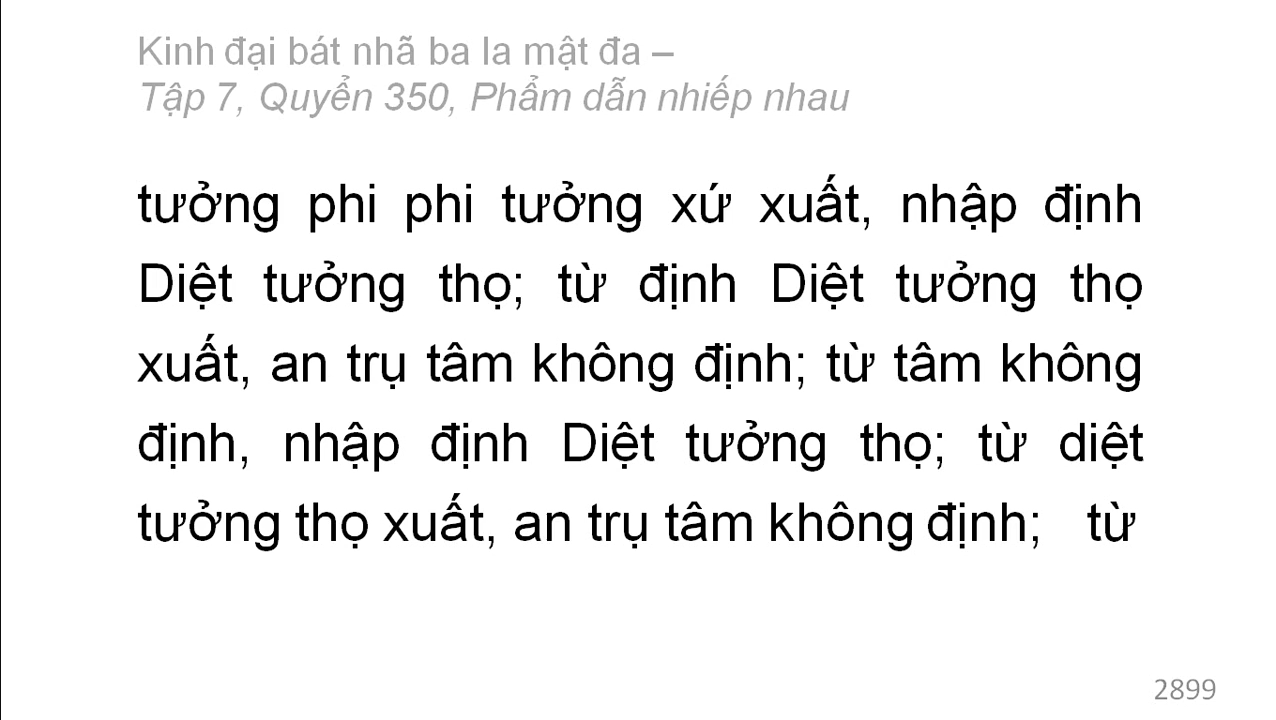 Kinh đại bát nhã ba la mật đa –
Tập 7, Quyển 350, Phẩm dẫn nhiếp nhau
tưởng phi phi tưởng xứ xuất, nhập định
Diệt tưởng thọ; từ định Diệt tưởng thọ
xuất, an trụ tâm không định; từ tâm không
định, nhập định Diệt tưởng thọ; từ diệt
tưởng thọ xuất, an trụ tâm không định; từ
2899